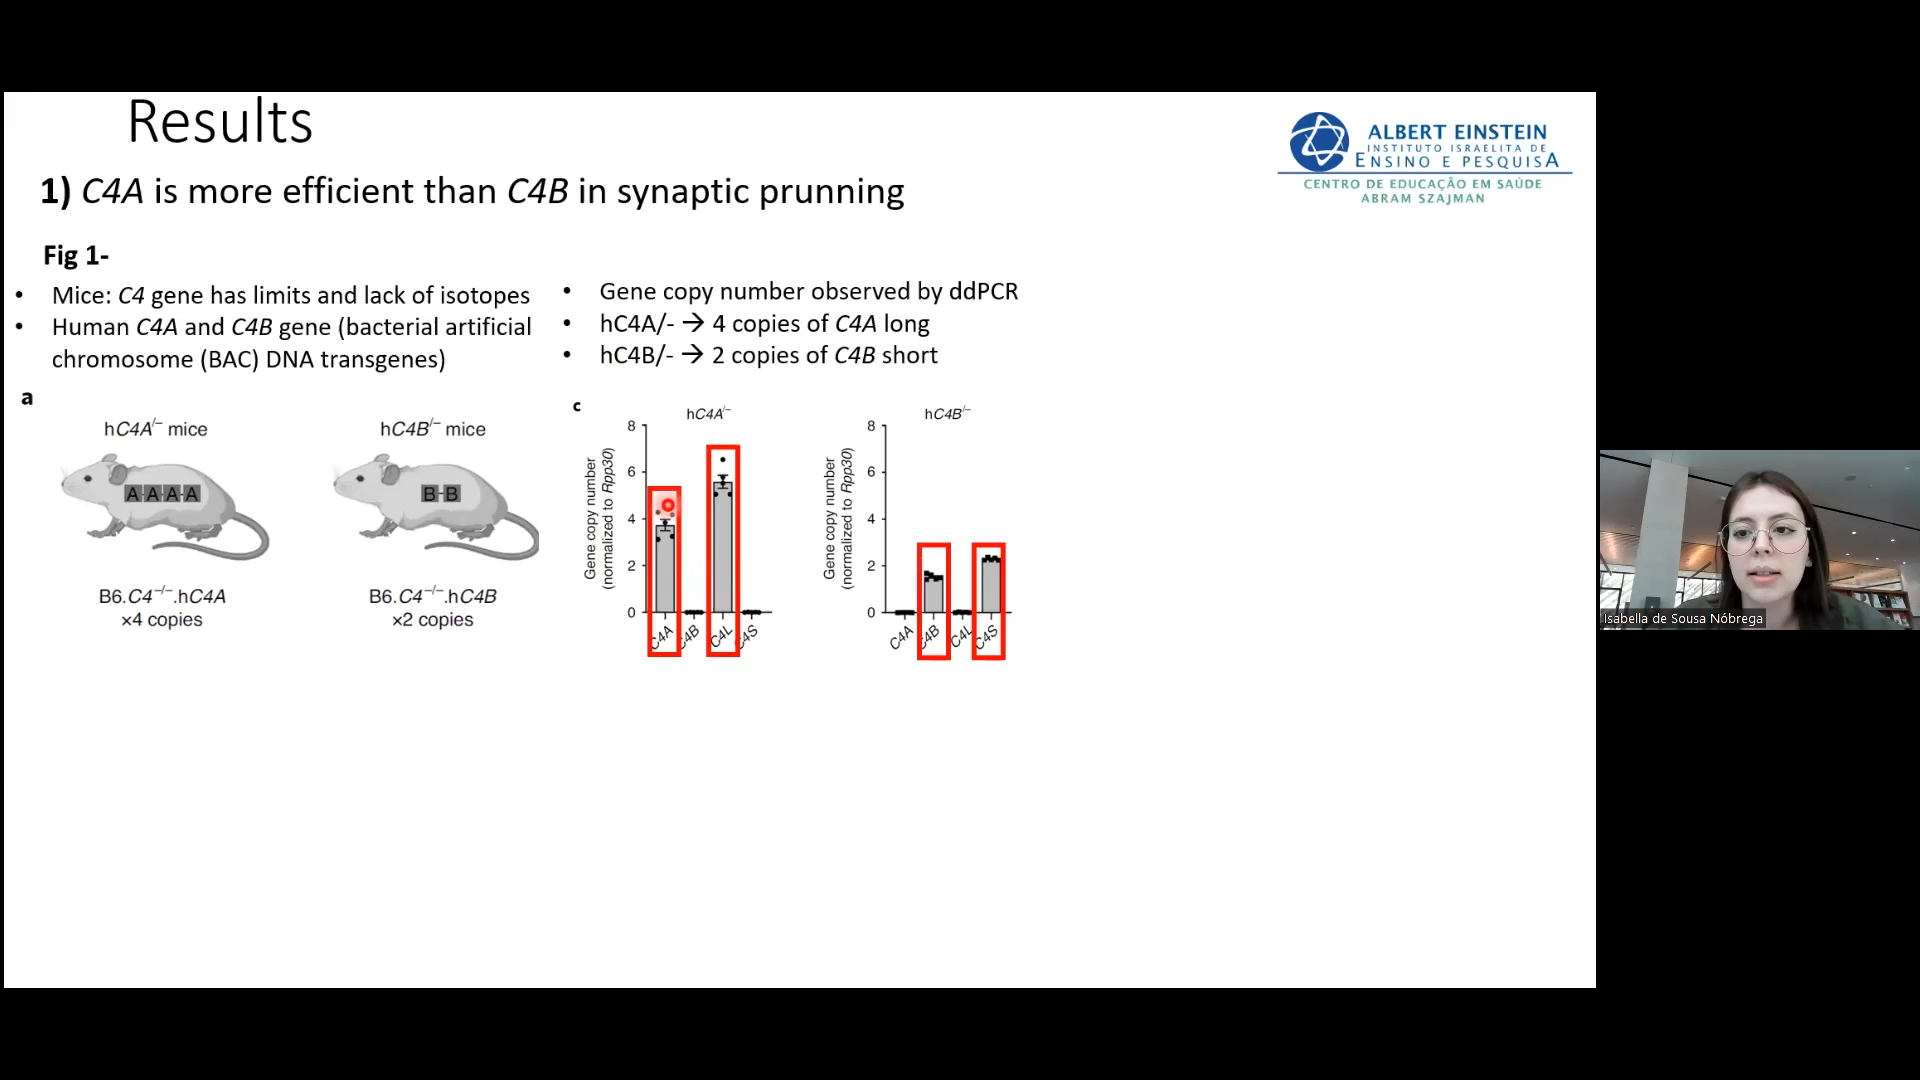 Results
ALBERT EINSTEIN
INSTITUTO ISRAELITA DE
ENSINO E PESQUISA
CENTRO DE EDUCAÇÃO EM SAÚDE
ABRAM SZAJMAN
1) C4A is more efficient than C4B in synaptic prunning
Fig 1-
• Mice: C4 gene has limits and lack of isotopes
• Human C4A and C4B gene (bacterial artificial
chromosome (BAC) DNA transgenes)
• Gene copy number observed by ddPCR
• hC4A/- → 4 copies of C4A long
• hC4B/- → 2 copies of C4B short
a
hC4A/– mice
hC4B/– mice
A A A A
B B
B6.C4–/–.hC4A
×4 copies
B6.C4–/–.hC4B
×2 copies
c
hC4A/–
Gene copy number
(normalized to Rpp30)
8
6
4
2
0
C4A
C4B
C4L
C4S
hC4B/–
Gene copy number
(normalized to Rpp30)
8
6
4
2
0
C4A
C4B
C4L
C4S
Isabella de Sousa Nóbrega